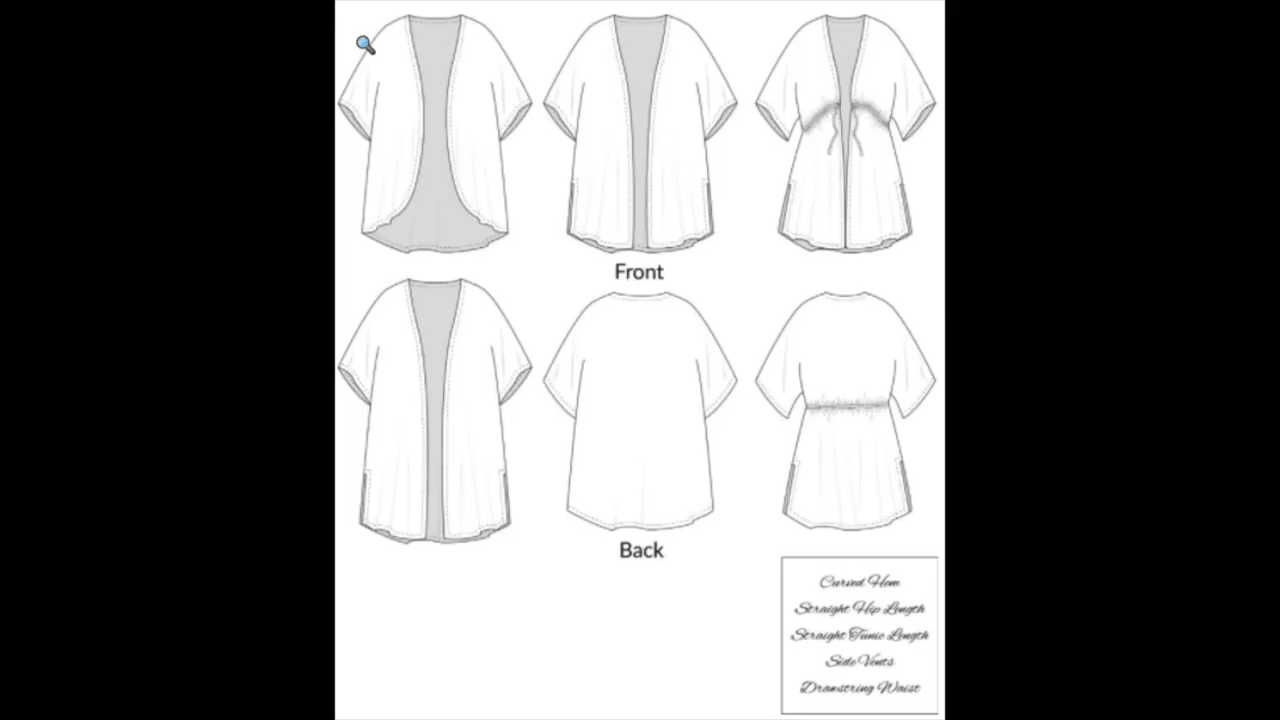 Front
Back
Curved Hem
Straight Hip Length
Straight Tunic Length
Side Vents
Drawstring Waist